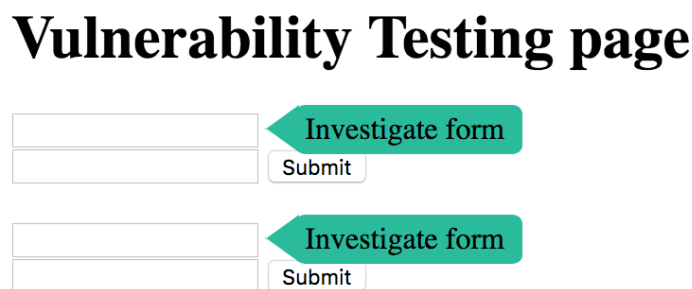 Vulnerability Testing page
Investigate form
Submit
Investigate form
Submit